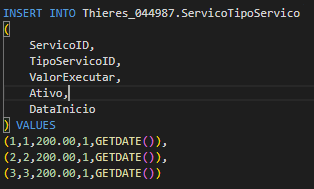 INSERT INTO Thieres_044987.ServicoTipoServico
(
ServicoID,
TipoServicoID,
ValorExecutar,
Ativo,
DataInicio
) VALUES
(1,1,200.00,1,GETDATE()),
(2,2,200.00,1,GETDATE()),
(3,3,200.00,1,GETDATE())